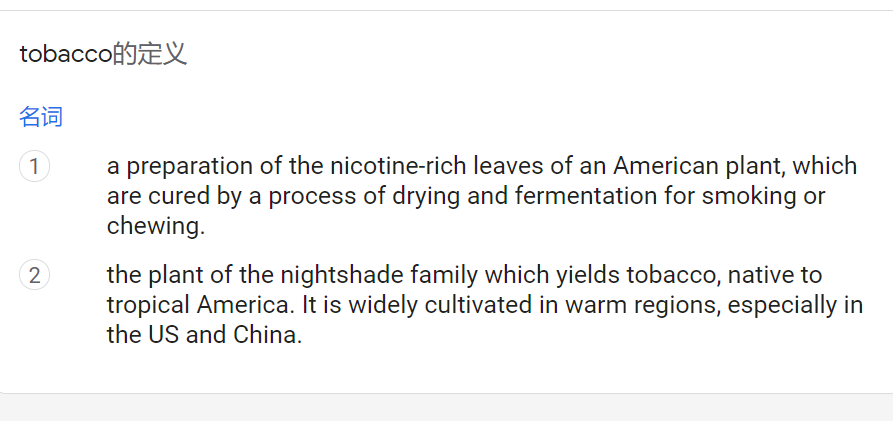 tobacco的定义
名词
1
a preparation of the nicotine-rich leaves of an American plant, which
are cured by a process of drying and fermentation for smoking or
chewing.
2
the plant of the nightshade family which yields tobacco, native to
tropical America. It is widely cultivated in warm regions, especially in
the US and China.